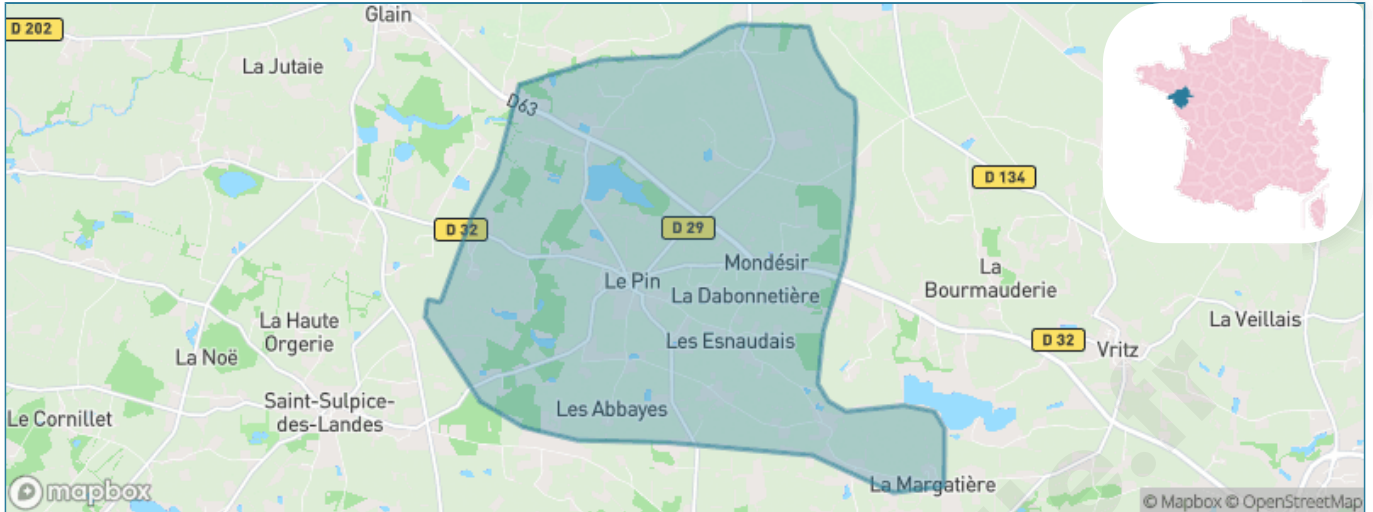 Glain
D 202
La Jutaie
D63
D 134
D 32
D 29
Mondésir
La
Bourmauderie
Le Pin
La Dabonnetière
La Haute
Orgerie
La Veillais
La Noë
Les Esnaudais
D 32
Vritz
Saint-Sulpice-
des-Landes
Les Abbayes
Le Cornillet
La Margatière
mapbox
© Mapbox © OpenStreetMap